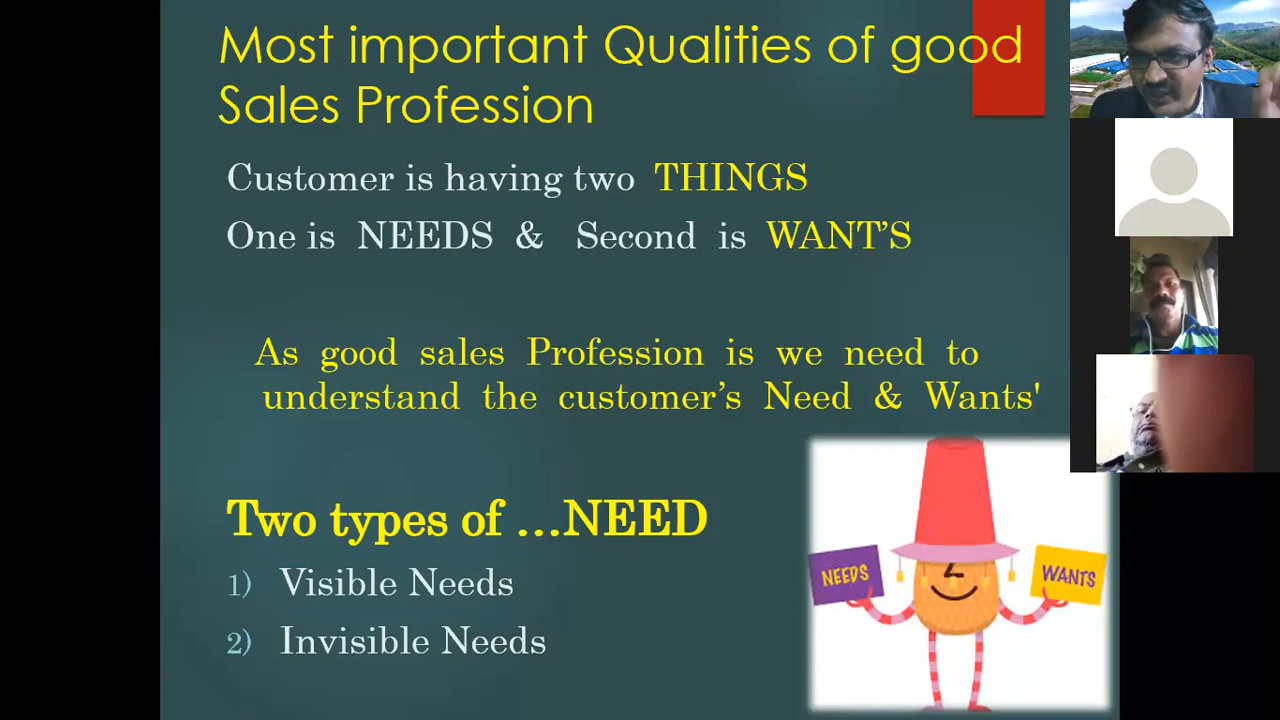 Most important Qualities of good
Sales Profession
Customer is having two THINGS
One is NEEDS & Second is WANT'S
As good sales Profession is we need to
understand the customer's Need & Wants'
Two types of ...NEED
1) Visible Needs
2) Invisible Needs
NEEDS
WANTS